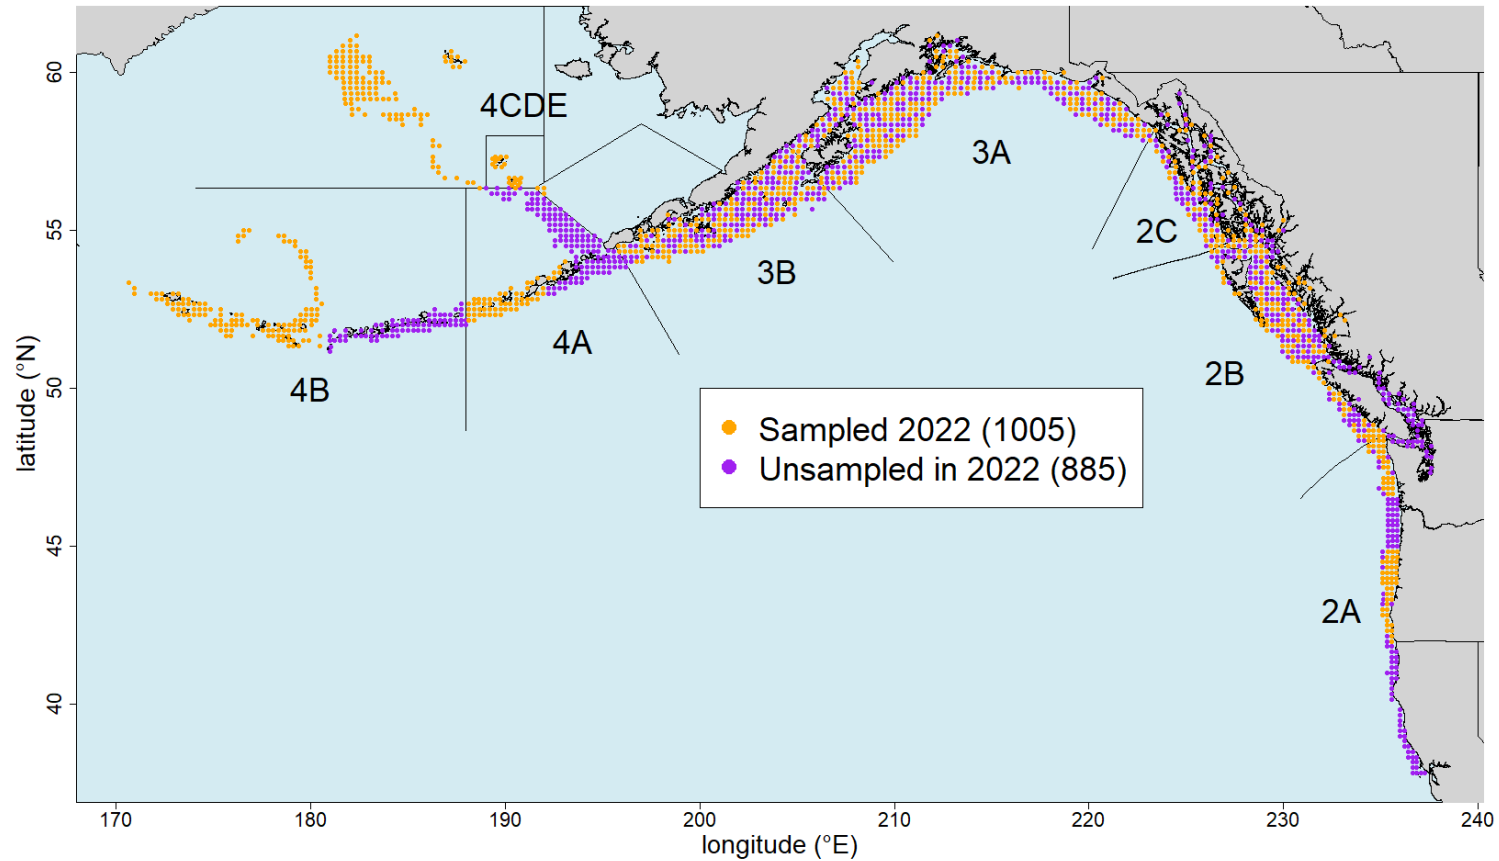 60
55
50
45
40
latitude (°N)
4CDE
3A
2C
3B
4A
2B
4B
Sampled 2022 (1005)
Unsampled in 2022 (885)
2A
170
180
190
200
210
220
230
240
longitude (°E)